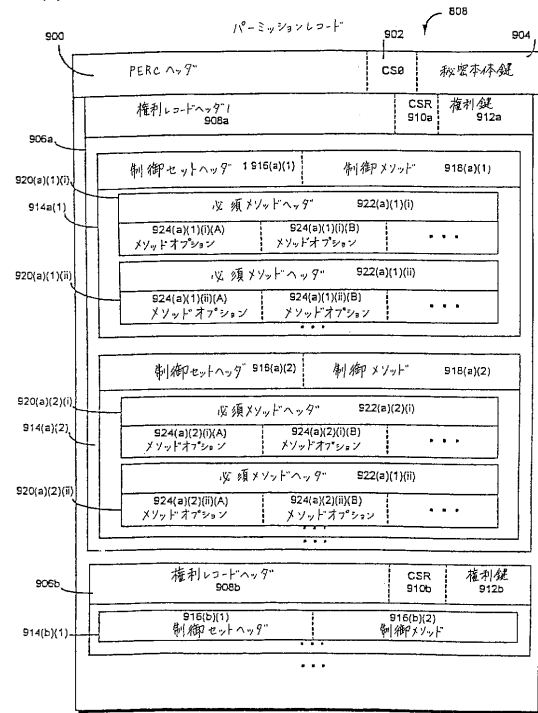 パーミッションレコード
808
900
902
904
PERCヘッダ CS0 秘密本体鍵
権利レコードヘッダ1 CSR 権利鍵
908a 910a 912a
906a
制御セットヘッダ 1 916(a)(1) 制御メソッド 918(a)(1)
920(a)(1)(i)
必須メソッドヘッダ 922(a)(1)(i)
914a(1)
924(a)(1)(i)(A) 924(a)(1)(i)(B)
メソッドオプション メソッドオプション • • •
必須メソッドヘッダ 922(a)(1)(ii)
920(a)(1)(ii)
924(a)(1)(ii)(A) 924(a)(1)(ii)(B)
メソッドオプション メソッドオプション • • •
• • •
制御セットヘッダ 916(a)(2) 制御メソッド 918(a)(2)
920(a)(2)(i)
必須メソッドヘッダ 922(a)(2)(i)
914(a)(2)
924(a)(2)(i)(A) 924(a)(2)(i)(B)
メソッドオプション メソッドオプション • • •
必須メソッドヘッダ 922(a)(1)(ii)
920(a)(2)(ii)
924(a)(2)(ii)(A) 924(a)(2)(ii)(B)
メソッドオプション メソッドオプション • • •
• • •
• • •
906b
権利レコードヘッダ CSR 権利鍵
908b 910b 912b
914(b)(1)
916(b)(1) 916(b)(2)
制御セットヘッダ 制御メソッド
• • •
• • •